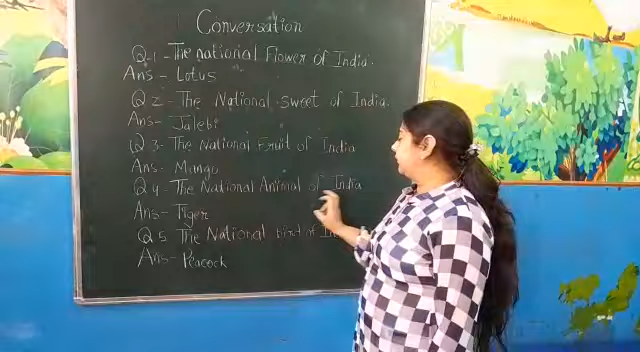 Conversation
Q-1 - The national Flower of India.
Ans - Lotus
Q 2 - The National sweet of India.
Ans - Jalebi
Q 3 - The National Fruit of India
Ans - Mango
Q 4 - The National Animal of India
Ans - Tiger
Q 5 The National bird of
Ans - Peacock